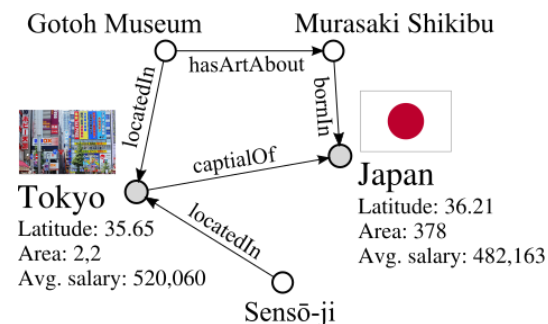 Gotoh Museum
Murasaki Shikibu
hasArtAbout
locatedIn
bornIn
captialOf
Tokyo
Latitude: 35.65
Area: 2,2
Avg. salary: 520,060
Japan
Latitude: 36.21
Area: 378
Avg. salary: 482,163
locatedIn
Sensō-ji